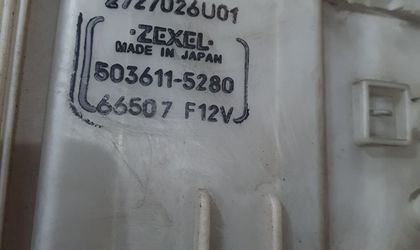 2727026U01
·ZEXEL·
MADE IN JAPAN
503611-5280
66507 F12V